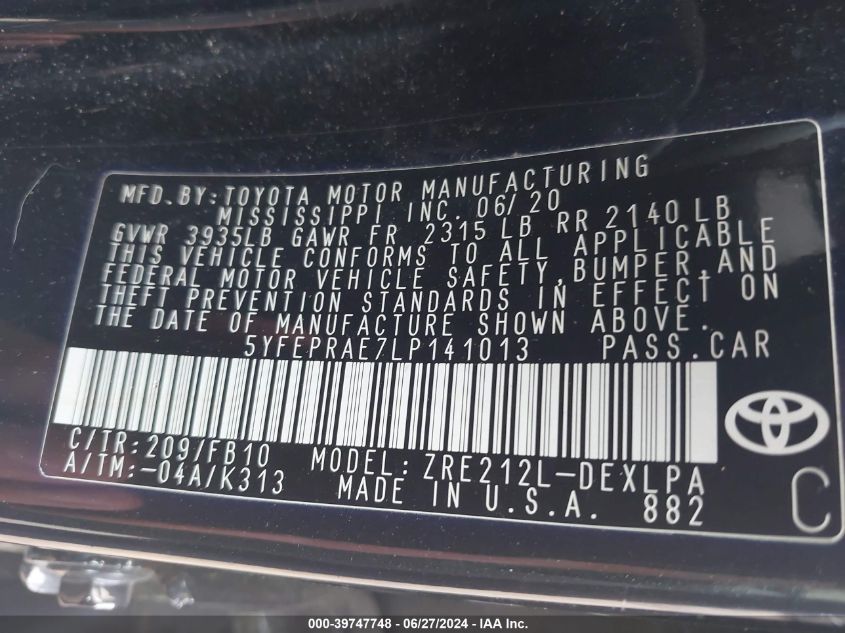 MFD.BY:TOYOTA MOTOR MANUFACTURING
MISSISSIPPI INC. 06/20
GVWR 3935LB GAWR FR 2315 LB RR 2140 LB
THIS VEHICLE CONFORMS TO ALL APPLICABLE
FEDERAL MOTOR VEHICLE SAFETY,BUMPER,AND
THEFT PREVENTION STANDARDS IN EFFECT ON
THE DATE OF MANUFACTURE SHOWN ABOVE.
5YFEPRAE7LP141013 PASS.CAR
C/TR:209/FB10 MODEL:ZRE212L-DEXLPA
A/TM:-04A/K313 MADE IN U.S.A. 882
C
000-39747748 / 06/27/2024 / IAA Inc.